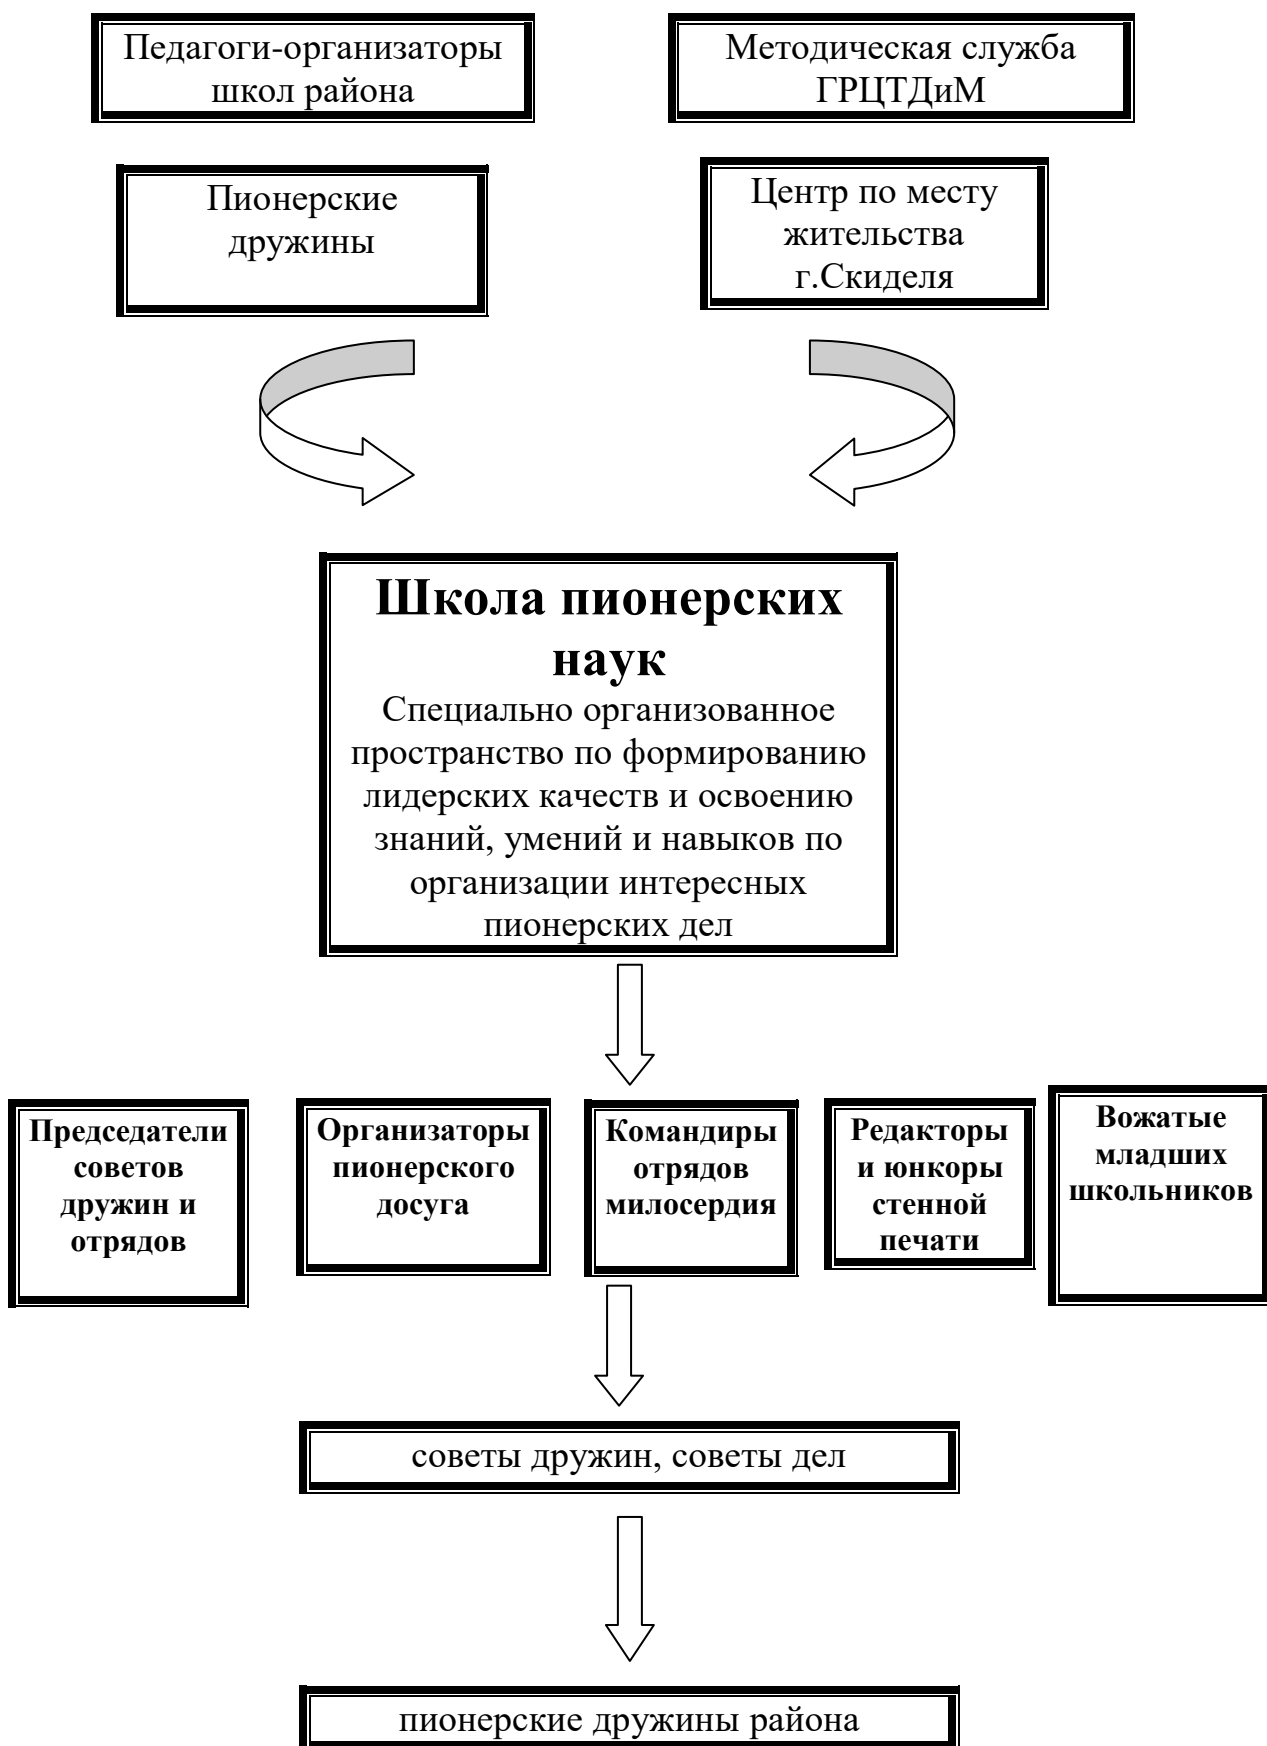 Педагоги-организаторы
школ района
Методическая служба
ГРЦТДиМ
Пионерские
дружины
Центр по месту
жительства
г.Скиделя
Школа пионерских
наук
Специально организованное
пространство по формированию
лидерских качеств и освоению
знаний, умений и навыков по
организации интересных
пионерских дел
Председатели
советов
дружин и
отрядов
Организаторы
пионерского
досуга
Командиры
отрядов
милосердия
Редакторы
и юнкоры
стенной
печати
Вожатые
младших
школьников
советы дружин, советы дел
пионерские дружины района